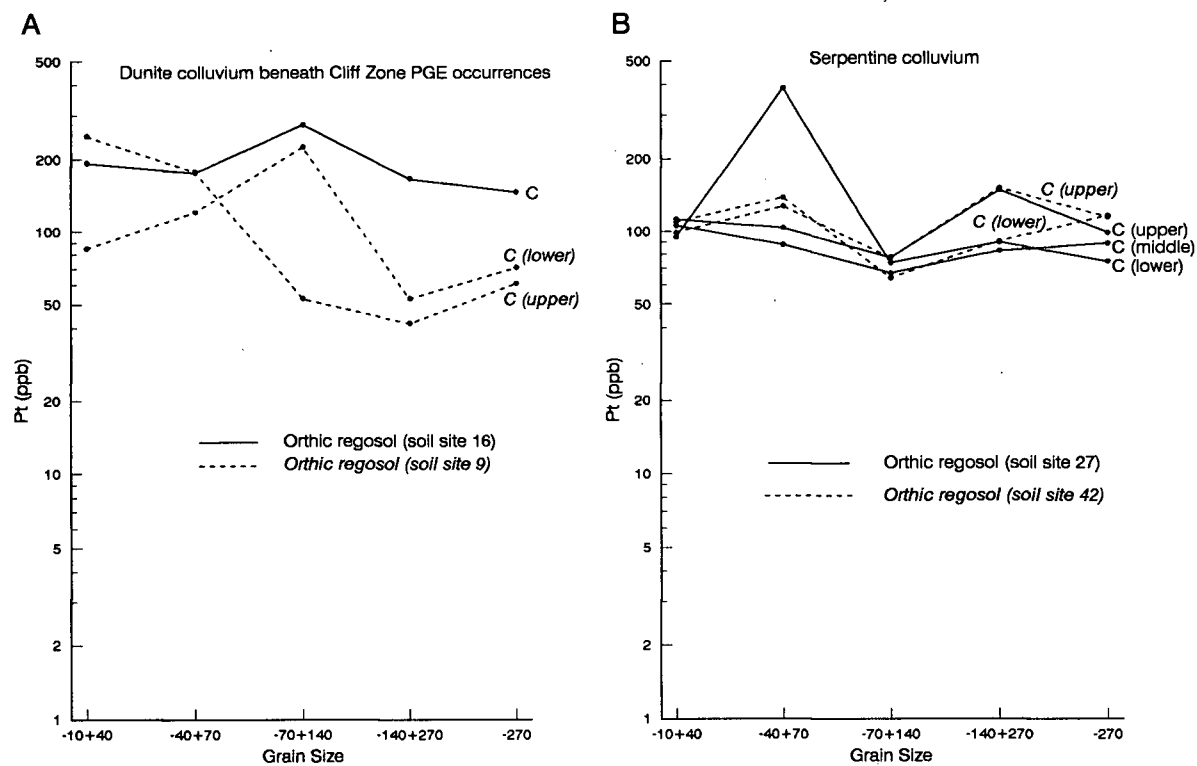 A
Dunite colluvium beneath Cliff Zone PGE occurrences
500
200
100
50
20
10
5
2
1
Pt (ppb)
C
C (lower)
C (upper)
Orthic regosol (soil site 16)
Orthic regosol (soil site 9)
-10+40
-40+70
-70+140
-140+270
-270
Grain Size
B
Serpentine colluvium
500
200
100
50
20
10
5
2
1
Pt (ppb)
C (upper)
C (lower)
C (upper)
C (middle)
C (lower)
Orthic regosol (soil site 27)
Orthic regosol (soil site 42)
-10+40
-40+70
-70+140
-140+270
-270
Grain Size